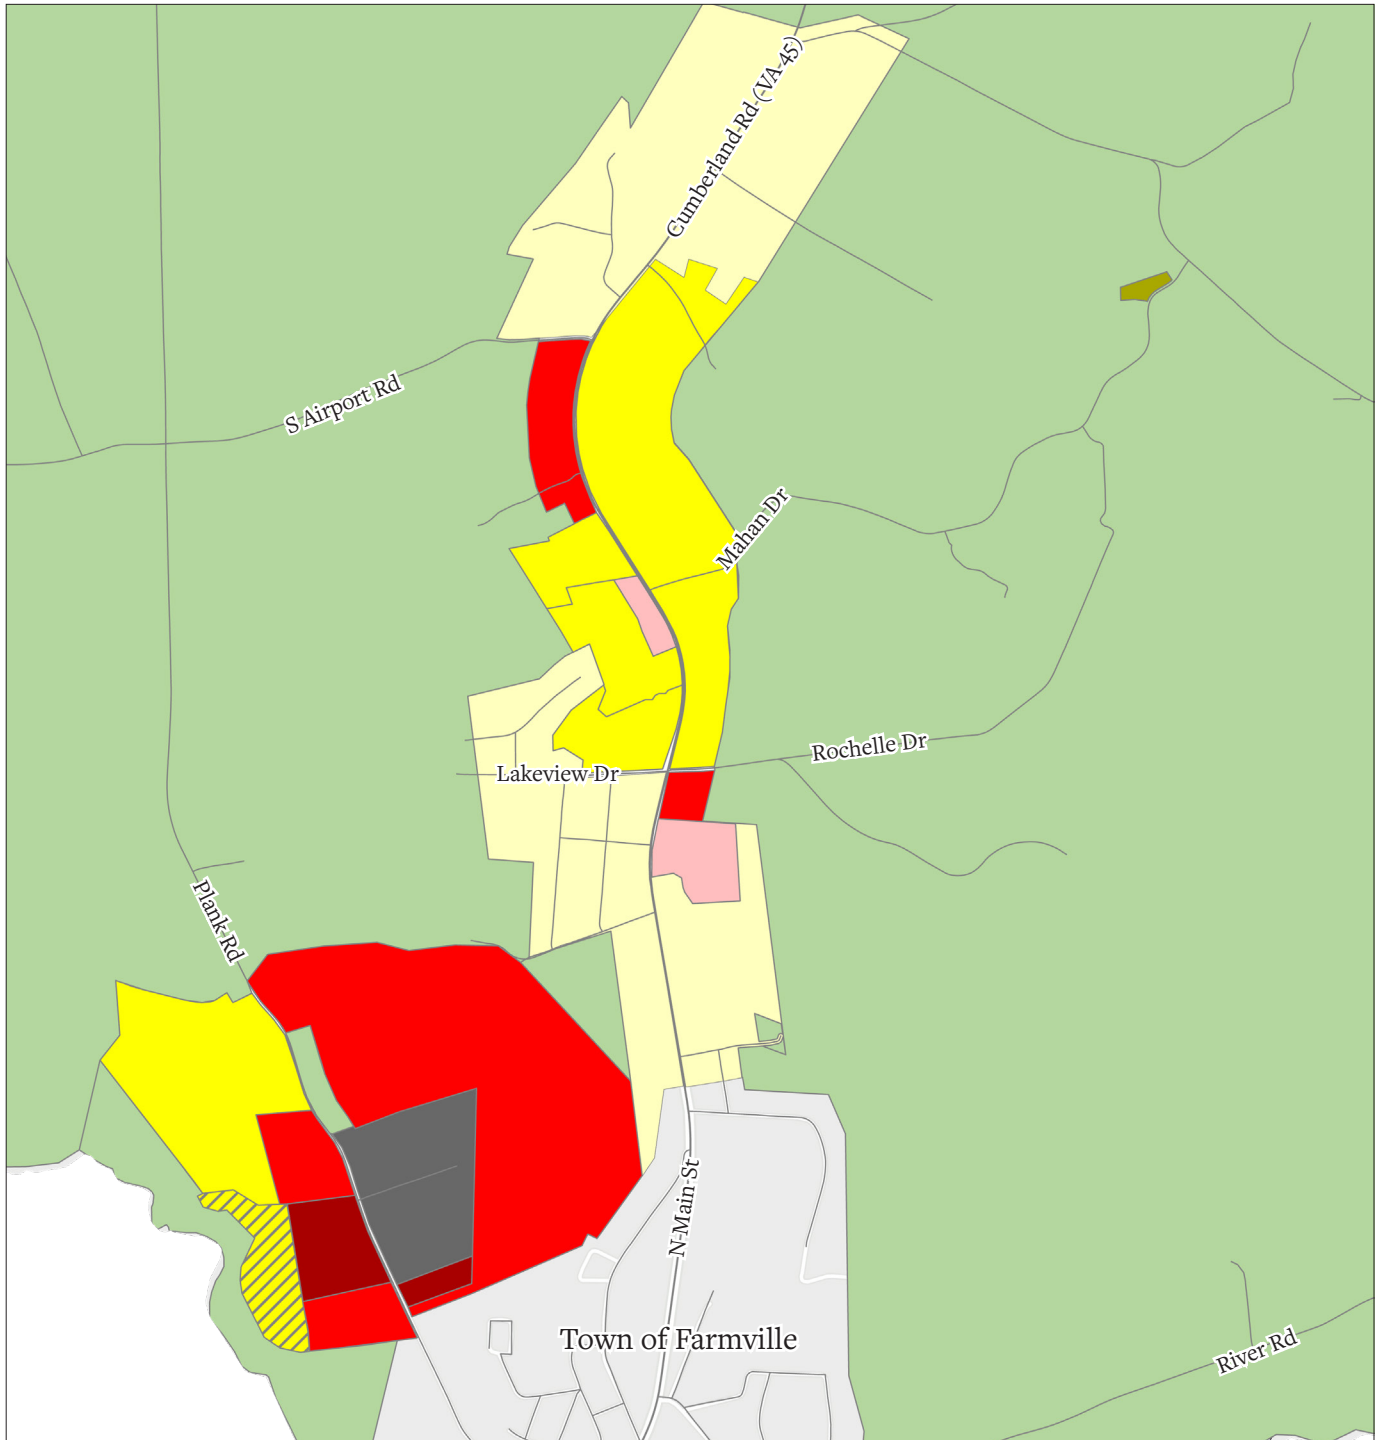 Cumberland Rd (VA-45)
S Airport Rd
Mahan Dr
Rochelle Dr
Lakeview Dr
Plank Rd
N Main St
Town of Farmville
River Rd